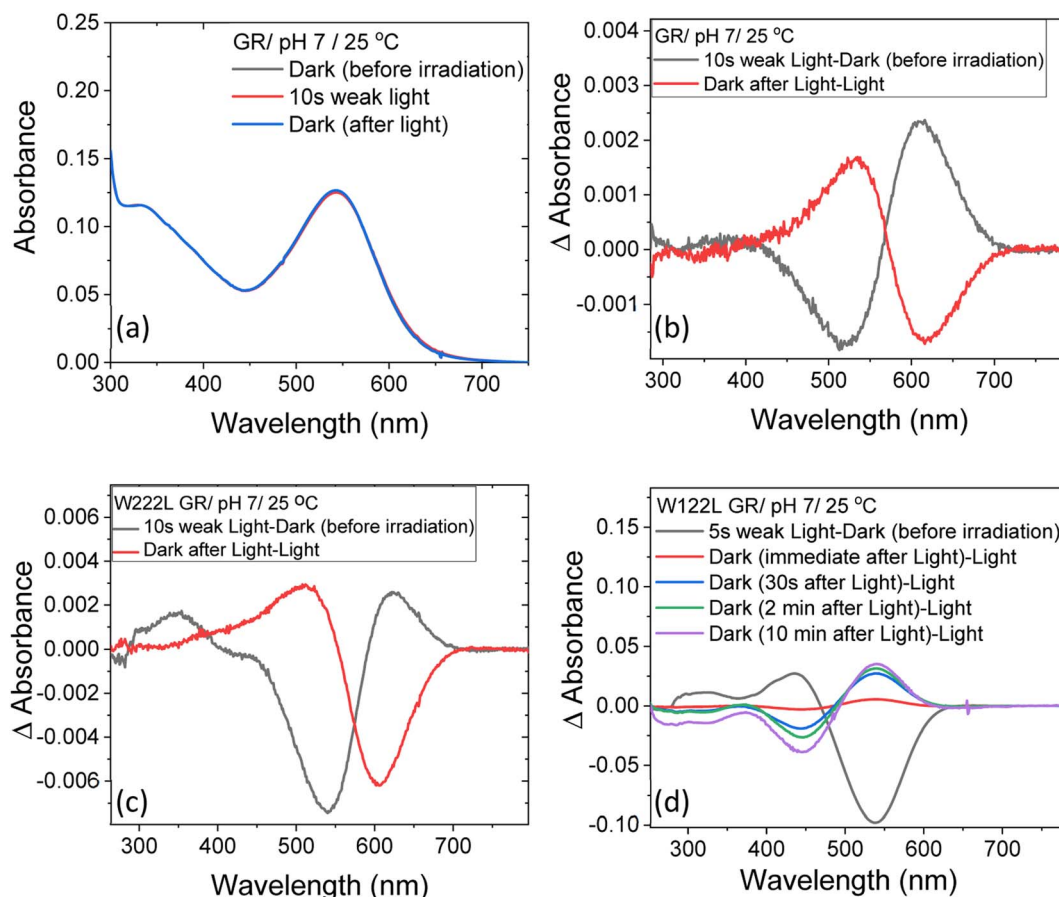 0.25
0.20
0.15
0.10
0.05
0.00
Absorbance
GR/ pH 7 / 25 °C
Dark (before irradiation)
10s weak light
Dark (after light)
(a)
300 400 500 600 700
Wavelength (nm)
0.004
0.003
0.002
0.001
0.000
-0.001
Δ Absorbance
GR/ pH 7/ 25 °C
10s weak Light-Dark (before irradiation)
Dark after Light-Light
(b)
300 400 500 600 700
Wavelength (nm)
0.006
0.004
0.002
0.000
-0.002
-0.004
-0.006
Δ Absorbance
W222L GR/ pH 7/ 25 °C
10s weak Light-Dark (before irradiation)
Dark after Light-Light
(c)
300 400 500 600 700
Wavelength (nm)
0.15
0.10
0.05
0.00
-0.05
-0.10
Δ Absorbance
W122L GR/ pH 7/ 25 °C
5s weak Light-Dark (before irradiation)
Dark (immediate after Light)-Light
Dark (30s after Light)-Light
Dark (2 min after Light)-Light
Dark (10 min after Light)-Light
(d)
300 400 500 600 700
Wavelength (nm)